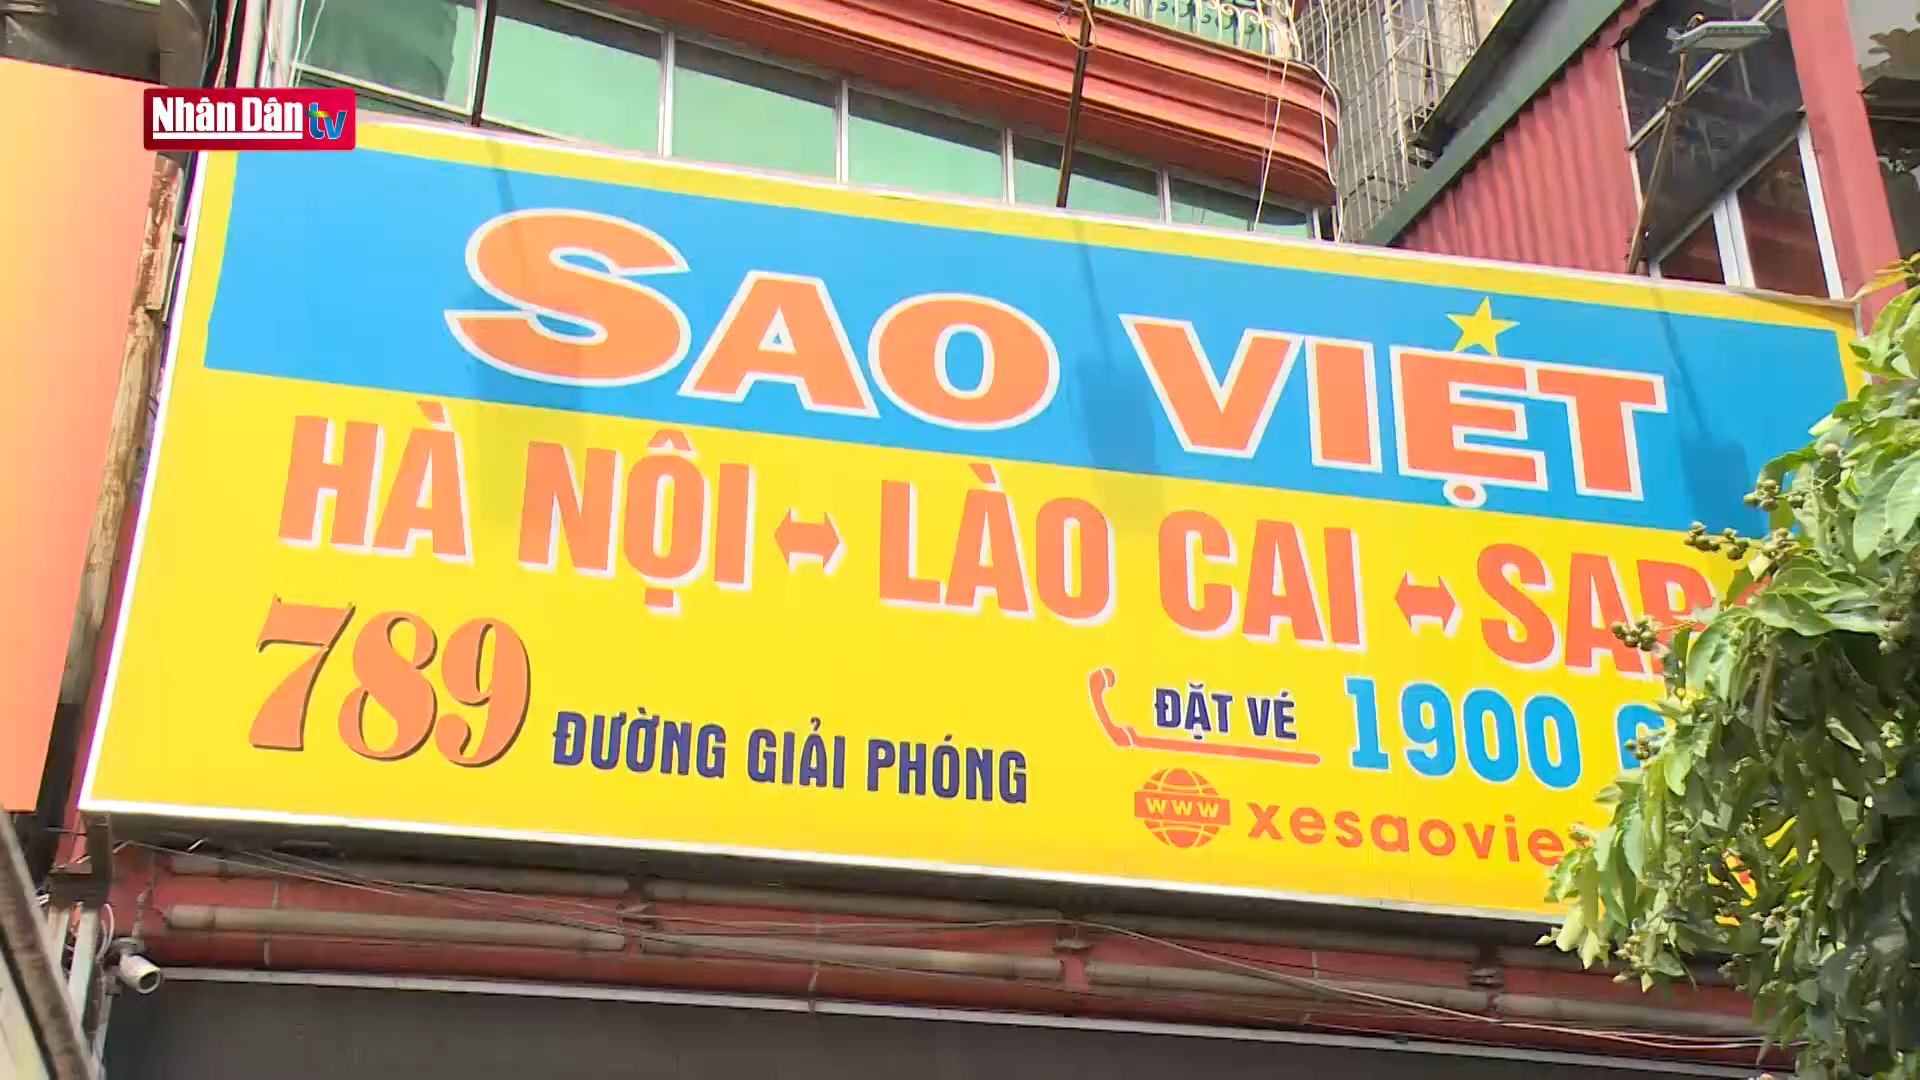 Nhân Dân tv
SAO VIỆT
HÀ NỘI ↔ LÀO CAI ↔
789 ĐƯỜNG GIẢI PHÓNG
ĐẶT VÉ 1900
www